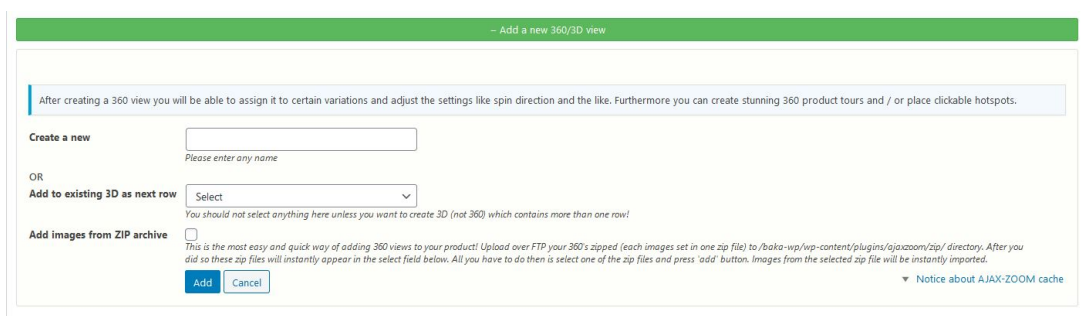 – Add a new 360/3D view
After creating a 360 view you will be able to assign it to certain variations and adjust the settings like spin direction and the like. Furthermore you can create stunning 360 product tours and / or place clickable hotspots.
Create a new
Please enter any name
OR
Add to existing 3D as next row
Select
You should not select anything here unless you want to create 3D (not 360) which contains more than one row!
Add images from ZIP archive
This is the most easy and quick way of adding 360 views to your product! Upload over FTP your 360's zipped (each images set in one zip file) to /baka-wp/wp-content/plugins/ajaxzoom/zip/ directory. After you
did so these zip files will instantly appear in the select field below. All you have to do then is select one of the zip files and press 'add' button. Images from the selected zip file will be instantly imported.
Add Cancel
▼ Notice about AJAX-ZOOM cache